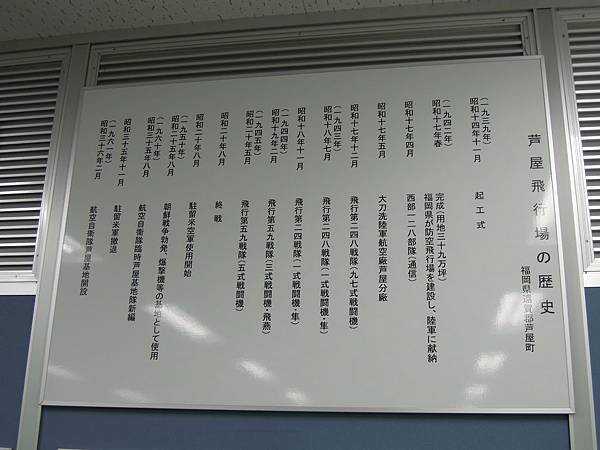 芦屋飛行場の歴史
福岡県遠賀郡芦屋町
(一九三九年)
昭和十四年十一月 起工式
(一九四二年)
昭和十七年春 完成(用地三十九万坪)
福岡県が防空飛行場を建設し、陸軍に献納
昭和十七年四月 西部一二八部隊(通信)
昭和十七年五月 大刀洗陸軍航空廠芦屋分廠
昭和十七年十二月 飛行第二四八戦隊(九七式戦闘機)
(一九四三年)
昭和十八年七月 飛行第二四八戦隊(一式戦闘機・隼)
昭和十八年十一月 飛行第二四戦隊(一式戦闘機・隼)
(一九四四年)
昭和十九年二月 飛行第五九戦隊(三式戦闘機・飛燕)
(一九四五年)
昭和二十年五月 飛行第五九戦隊(五式戦闘機)
昭和二十年八月 終戦
昭和二十年八月 駐留米空軍使用開始
(一九五十年)
昭和二十五年八月 朝鮮戦争勃発、爆撃機等の基地として使用
(一九六十年)
昭和三十五年八月 航空自衛隊臨時芦屋基地隊新編
昭和三十五年十一月 駐留米軍撤退
(一九六一年)
昭和三十六年二月 航空自衛隊芦屋基地開設